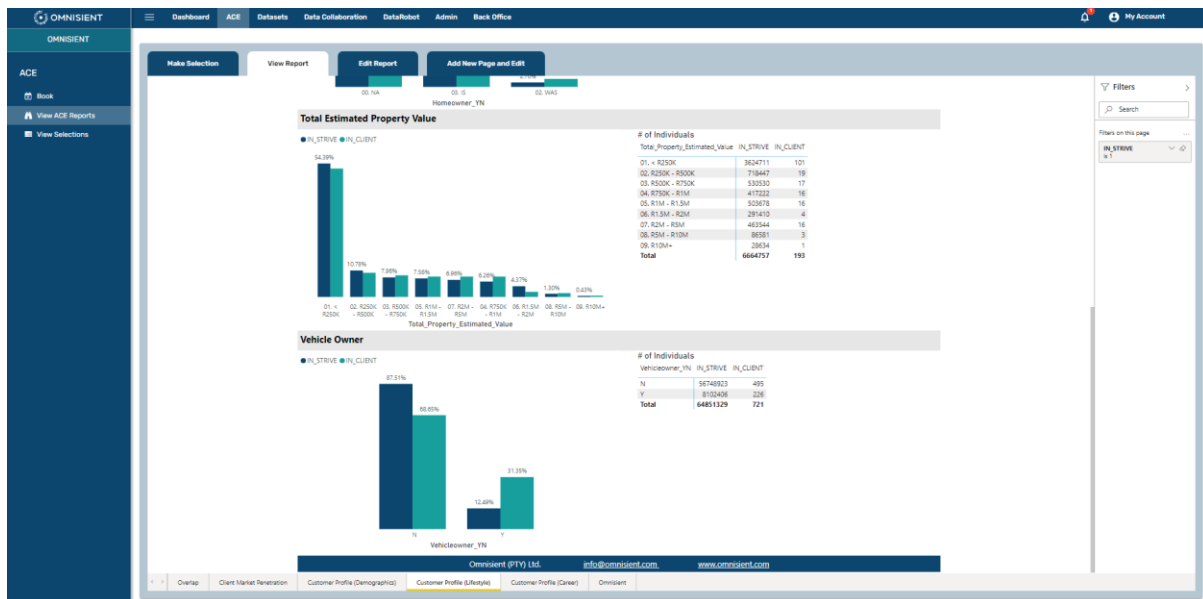 OMNISIENT
Dashboard ACE Datasets Data Collaboration DataRobot Admin Back Office
My Account
OMNISIENT
ACE
Book
View ACE Reports
View Selections
Make Selection View Report Edit Report Add New Page and Edit
00. NA 02. WAS
Homeowner_YN
Total Estimated Property Value
IN_STRIVE IN_CLIENT
54.39%
10.78% 7.96% 7.56% 6.96% 6.26% 4.37% 1.30% 0.43%
01. < R250K
02. R250K - R500K
03. R500K - R750K
05. R1M - R1.5M
07. R2M - R5M
04. R750K - R1M
06. R1.5M - R2M
08. R5M - R10M
09. R10M+
Total_Property_Estimated_Value
# of Individuals
Total_Property_Estimated_Value IN_STRIVE IN_CLIENT
01. < R250K 3624711 101
02. R250K - R500K 718447 19
03. R500K - R750K 530530 17
04. R750K - R1M 417222 16
05. R1M - R1.5M 503678 16
06. R1.5M - R2M 291410 4
07. R2M - R5M 463544 16
08. R5M - R10M 86581 3
09. R10M+ 28634 1
Total 6664757 193
Vehicle Owner
IN_STRIVE IN_CLIENT
87.51%
68.65%
12.49%
31.35%
N Y
Vehicleowner_YN
# of Individuals
Vehicleowner_YN IN_STRIVE IN_CLIENT
N 56748923 495
Y 8102406 226
Total 64851329 721
Omnisient (PTY) Ltd. info@omnisient.com www.omnisient.com
Overlap Client Market Penetration Customer Profile (Demographics) Customer Profile (Lifestyle) Customer Profile (Career) Omnisient
Filters
Search
Filters on this page ...
IN_STRIVE
is 1